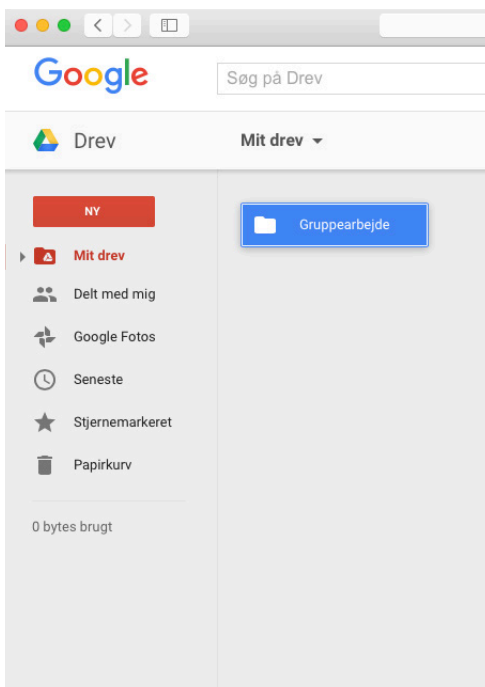 Google
Søg på Drev
Drev
Mit drev
NY
Gruppearbejde
Mit drev
Delt med mig
Google Fotos
Seneste
Stjernemarkeret
Papirkurv
0 bytes brugt